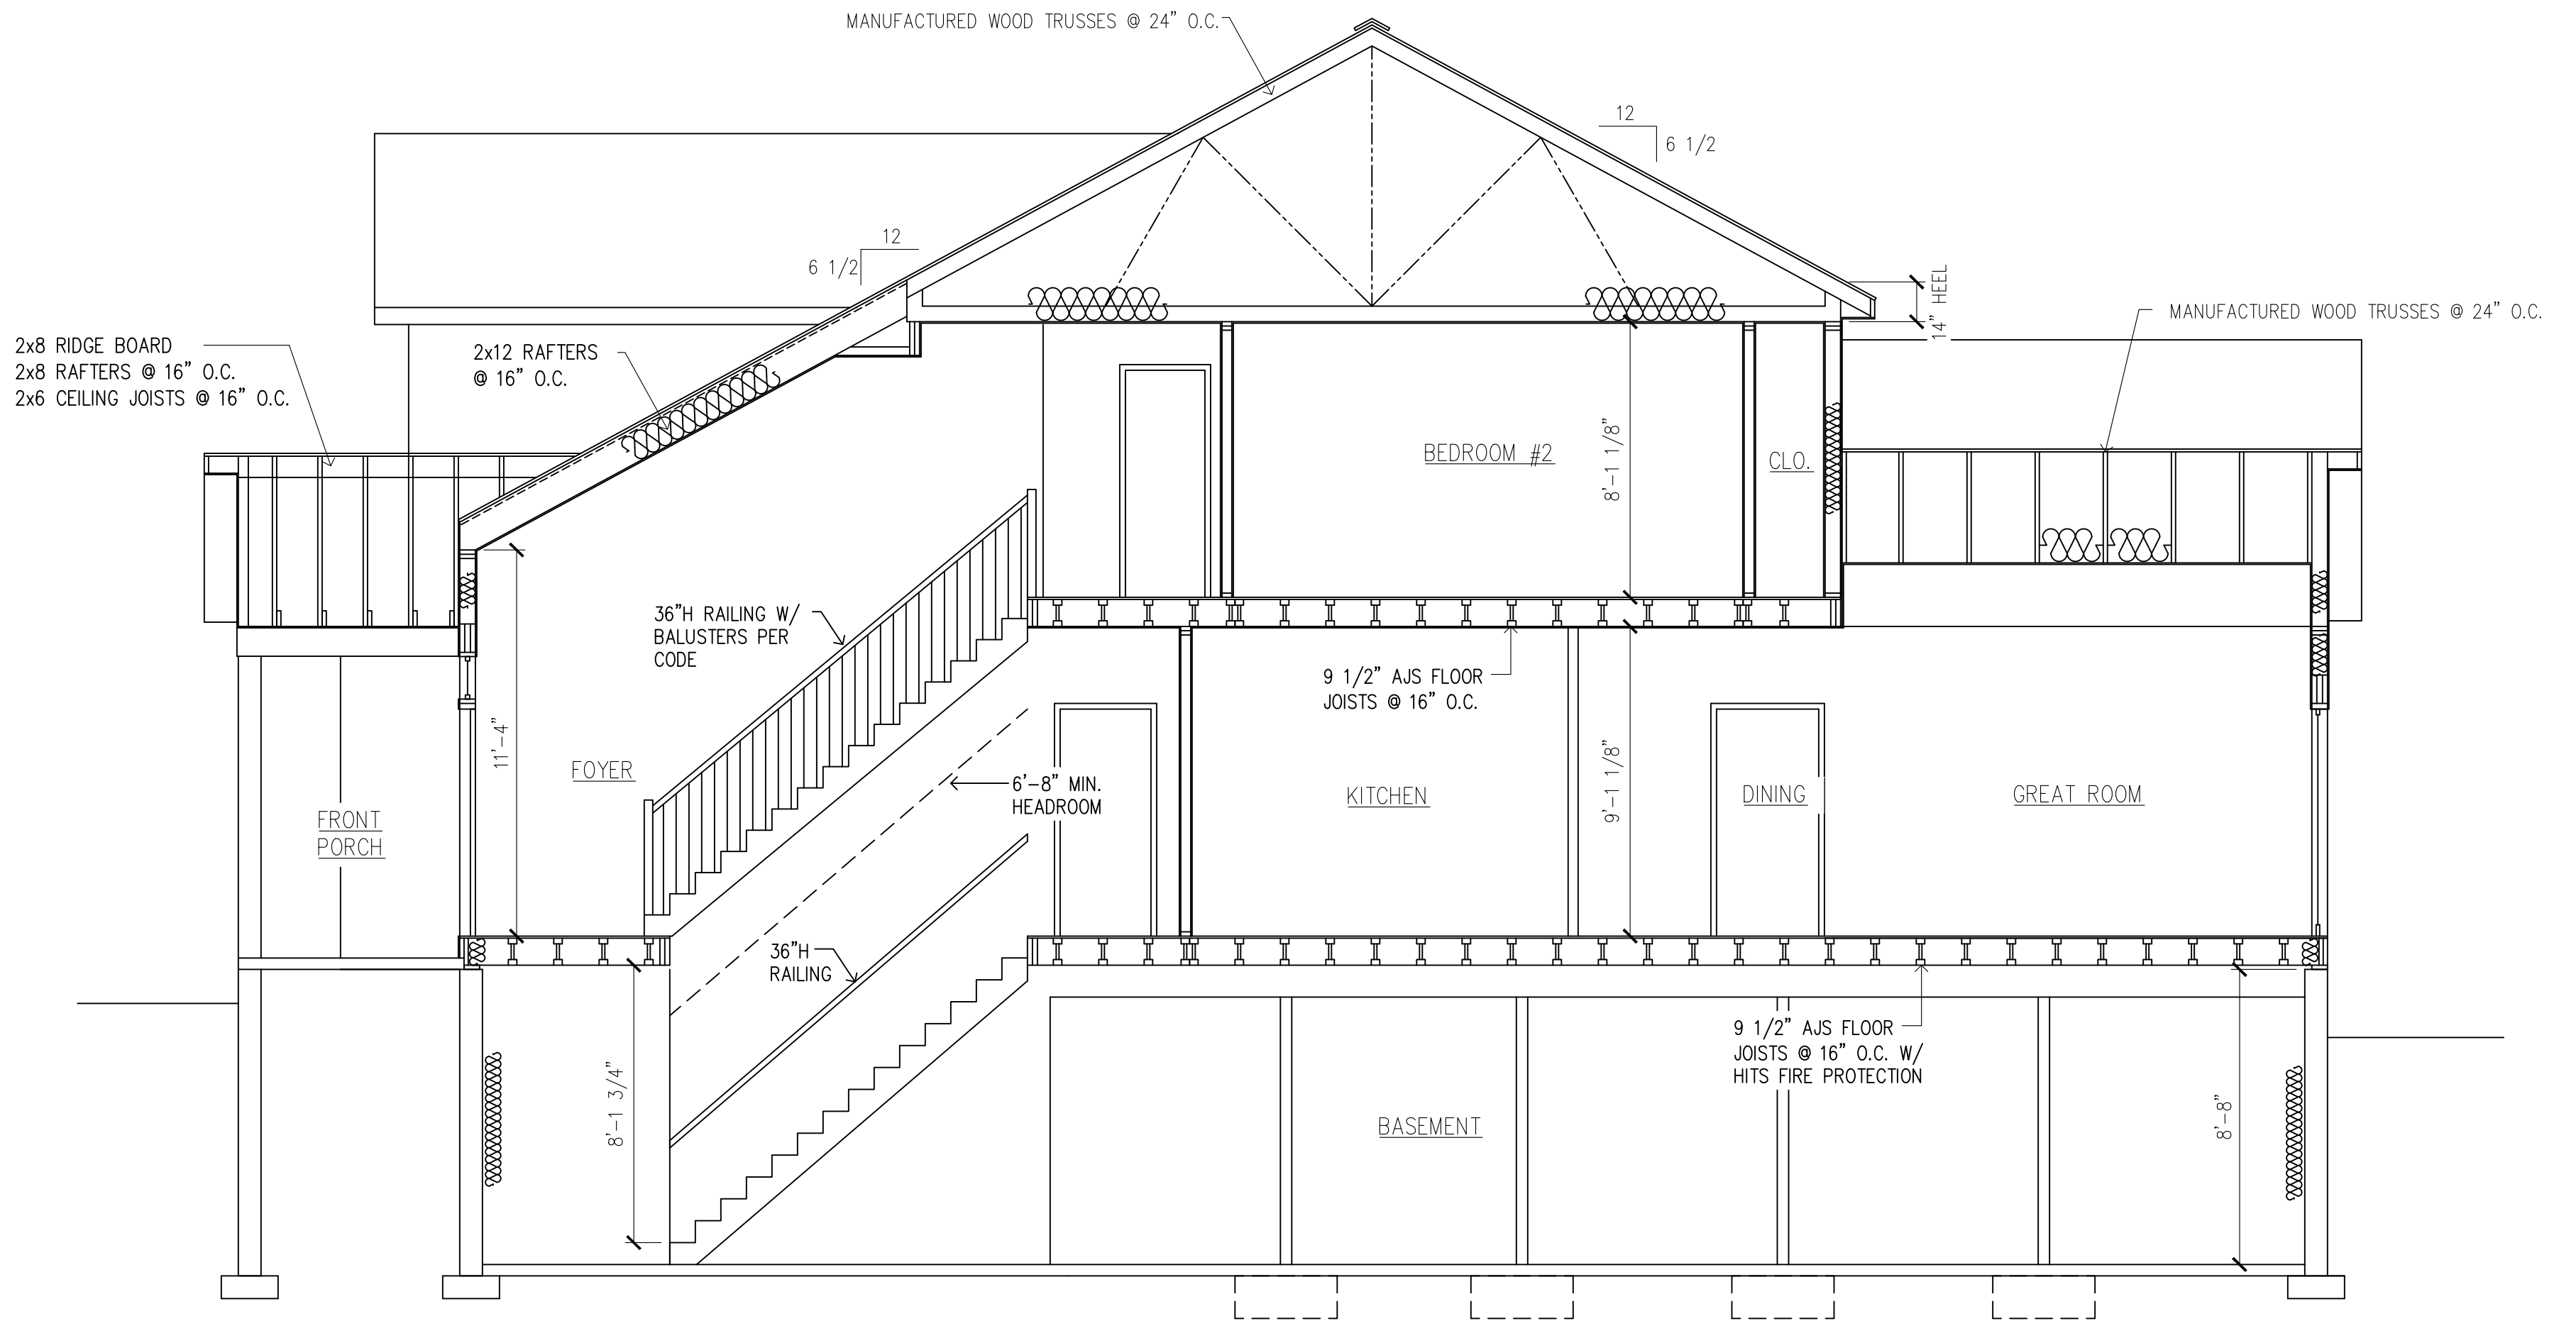 MANUFACTURED WOOD TRUSSES @ 24" O.C.
12
6 1/2
12
6 1/2
14" HEEL
MANUFACTURED WOOD TRUSSES @ 24" O.C.
2x8 RIDGE BOARD
2x8 RAFTERS @ 16" O.C.
2x6 CEILING JOISTS @ 16" O.C.
2x12 RAFTERS
@ 16" O.C.
BEDROOM #2
8'-1 1/8"
CLO.
36"H RAILING W/
BALUSTERS PER
CODE
9 1/2" AJS FLOOR
JOISTS @ 16" O.C.
11'-4"
FOYER
6'-8" MIN.
HEADROOM
KITCHEN
9'-1 1/8"
DINING
GREAT ROOM
FRONT
PORCH
36"H
RAILING
9 1/2" AJS FLOOR
JOISTS @ 16" O.C. W/
HITS FIRE PROTECTION
8'-1 3/4"
BASEMENT
8'-8"